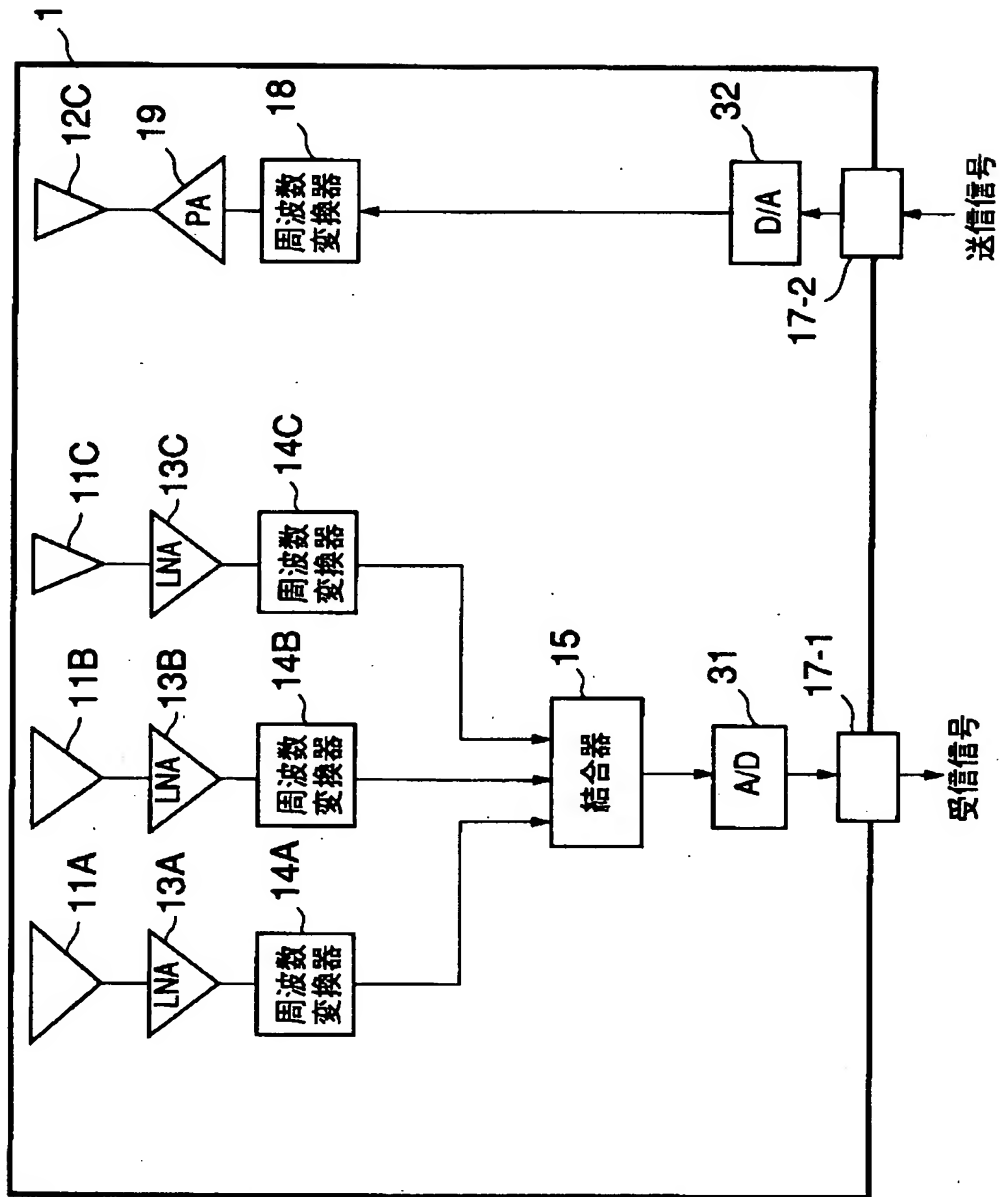 1
11A
11B
11C
12C
13A
LNA
13B
LNA
13C
LNA
19
PA
14A
周波数
変換器
14B
周波数
変換器
14C
周波数
変換器
18
周波数
変換器
15
結合器
31
A/D
32
D/A
17-1
17-2
受信信号
送信信号